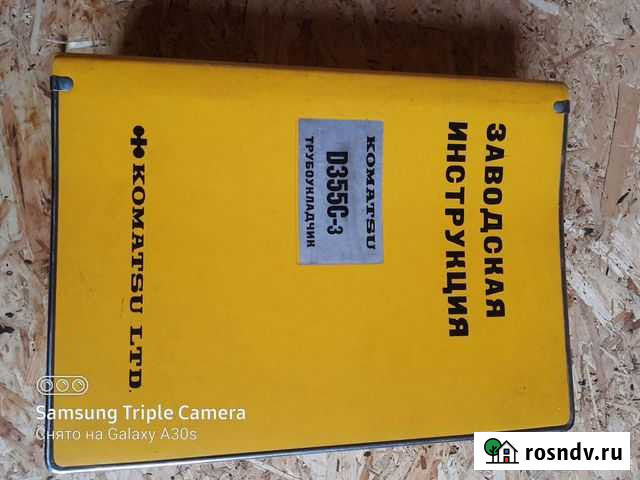 ЗАВОДСКАЯ
ИНСТРУКЦИЯ
KOMATSU
D355C-3
ТРУБОУКЛАДЧИК
KOMATSU LTD.
Samsung Triple Camera
Снято на Galaxy A30s
rosndv.ru